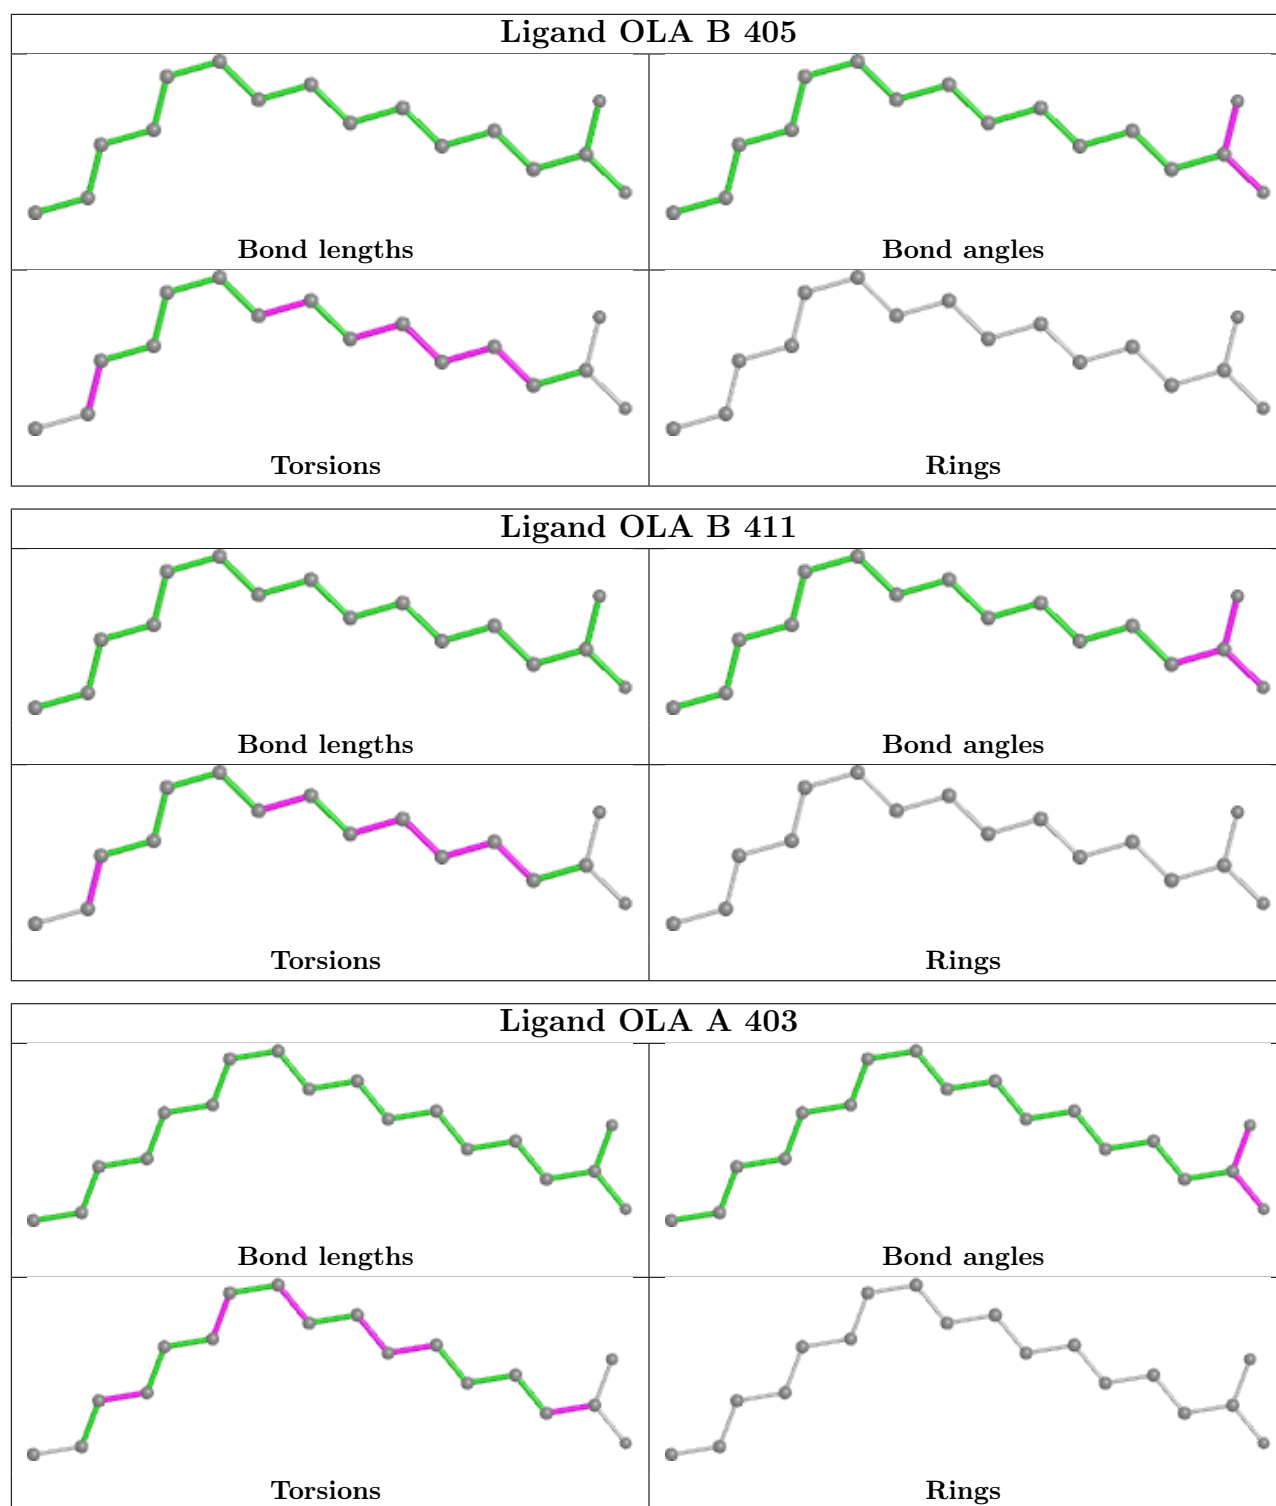 Ligand OLA B 405
Bond lengths
Bond angles
Torsions
Rings
Ligand OLA B 411
Bond lengths
Bond angles
Torsions
Rings
Ligand OLA A 403
Bond lengths
Bond angles
Torsions
Rings